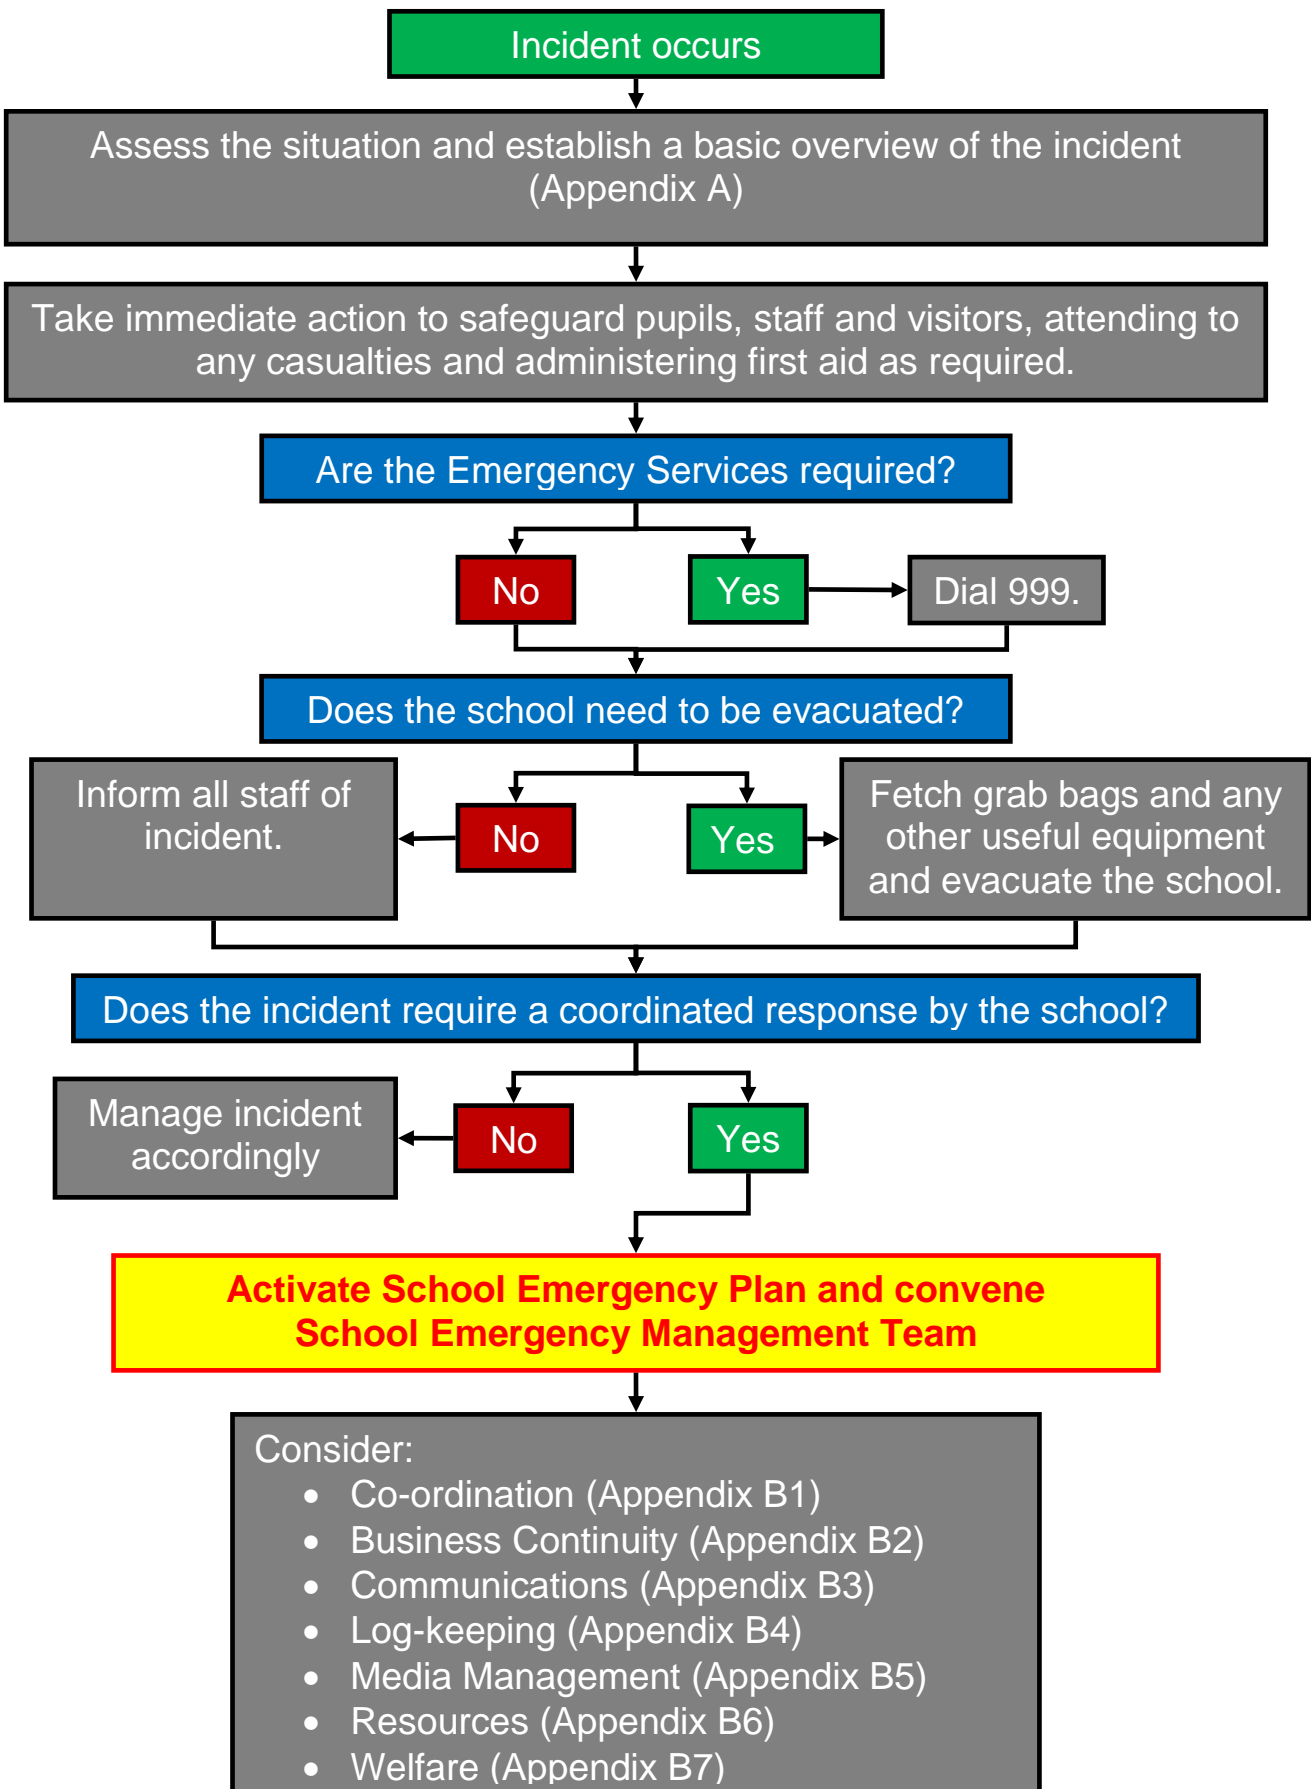 Incident occurs
Assess the situation and establish a basic overview of the incident
(Appendix A)
Take immediate action to safeguard pupils, staff and visitors, attending to
any casualties and administering first aid as required.
Are the Emergency Services required?
No
Yes
Dial 999.
Does the school need to be evacuated?
Inform all staff of
incident.
No
Yes
Fetch grab bags and any
other useful equipment
and evacuate the school.
Does the incident require a coordinated response by the school?
Manage incident
accordingly
No
Yes
Activate School Emergency Plan and convene
School Emergency Management Team
Consider:
• Co-ordination (Appendix B1)
• Business Continuity (Appendix B2)
• Communications (Appendix B3)
• Log-keeping (Appendix B4)
• Media Management (Appendix B5)
• Resources (Appendix B6)
• Welfare (Appendix B7)